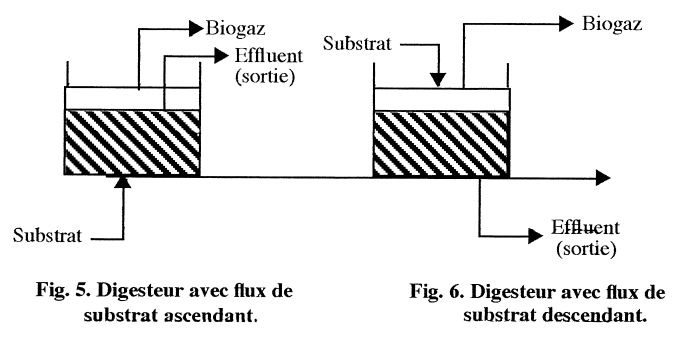 Biogaz
Effluent
(sortie)
Substrat
Fig. 5. Digesteur avec flux de
substrat ascendant.
Substrat
Biogaz
Effluent
(sortie)
Fig. 6. Digesteur avec flux de
substrat descendant.